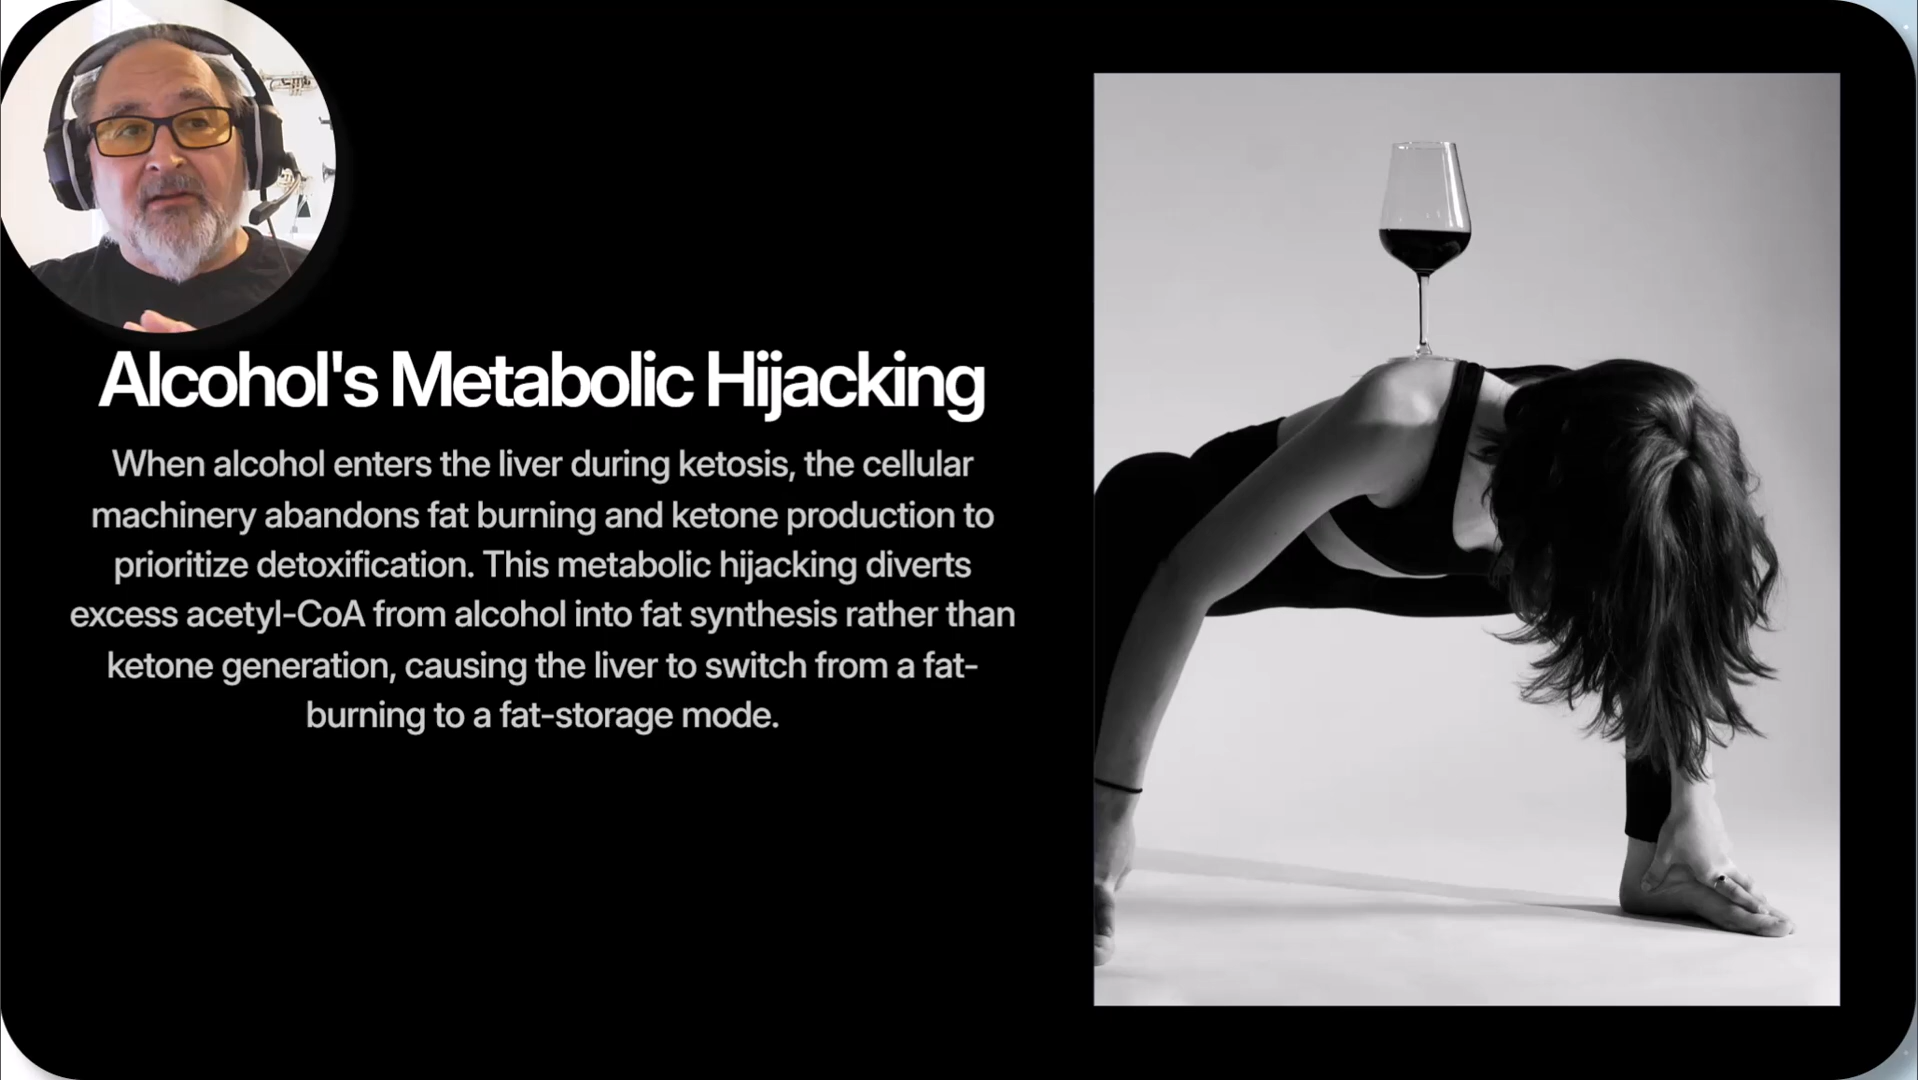 Alcohol's Metabolic Hijacking
When alcohol enters the liver during ketosis, the cellular
machinery abandons fat burning and ketone production to
prioritize detoxification. This metabolic hijacking diverts
excess acetyl-CoA from alcohol into fat synthesis rather than
ketone generation, causing the liver to switch from a fat-
burning to a fat-storage mode.